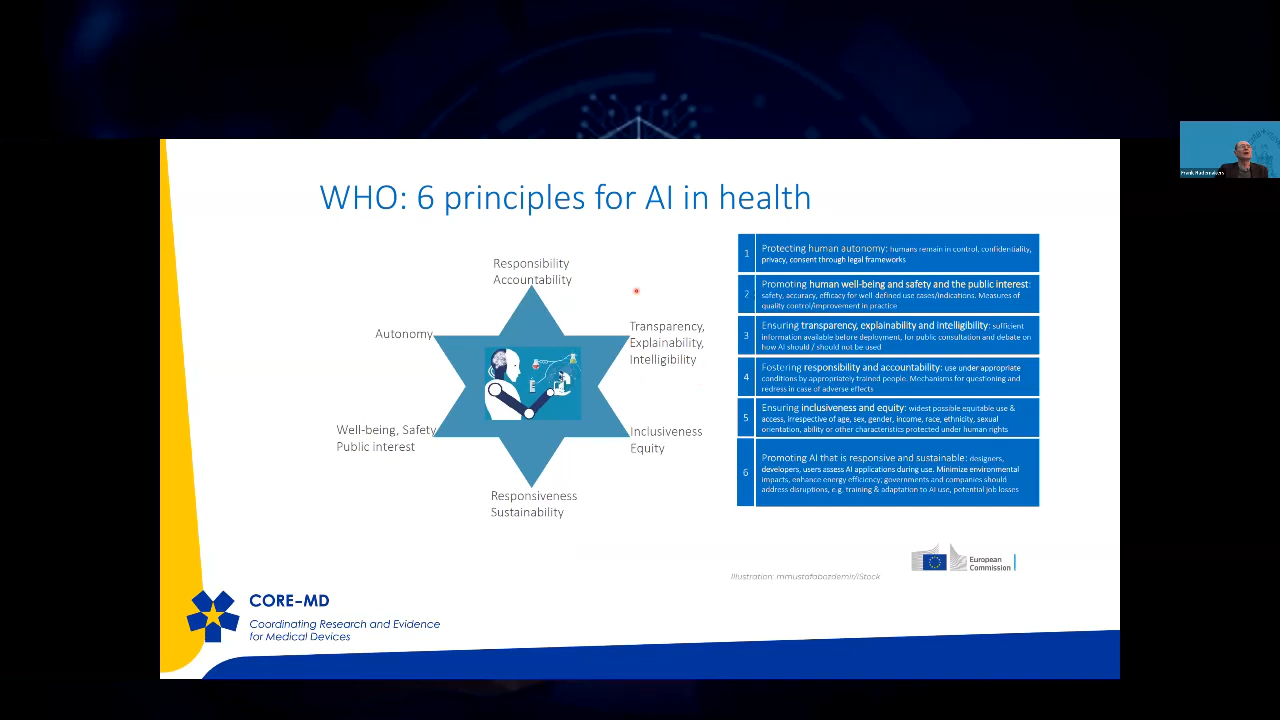 WHO: 6 principles for AI in health
Responsibility
Accountability
Autonomy
Transparency,
Explainability,
Intelligibility
Well-being, Safety
Public interest
Inclusiveness
Equity
Responsiveness
Sustainability
1
Protecting human autonomy: humans remain in control, confidentiality,
privacy, consent through legal frameworks
2
Promoting human well-being and safety and the public interest:
safety, accuracy, efficacy for well-defined use cases/indications. Measures of
quality control/improvement in practice
3
Ensuring transparency, explainability and intelligibility: sufficient
information available before deployment, for public consultation and debate on
how AI should / should not be used
4
Fostering responsibility and accountability: use under appropriate
conditions by appropriately trained people. Mechanisms for questioning and
redress in case of adverse effects
5
Ensuring inclusiveness and equity: widest possible equitable use &
access, irrespective of age, sex, gender, income, race, ethnicity, sexual
orientation, ability or other characteristics protected under human rights
6
Promoting AI that is responsive and sustainable: designers,
developers, users assess AI applications during use. Minimize environmental
impacts, enhance energy efficiency; governments and companies should
address disruptions, e.g. training & adaptation to AI use, potential job losses
European
Commission
Illustration: mmustafabozdemir/iStock
CORE–MD
Coordinating Research and Evidence
for Medical Devices
Frank Rademakers